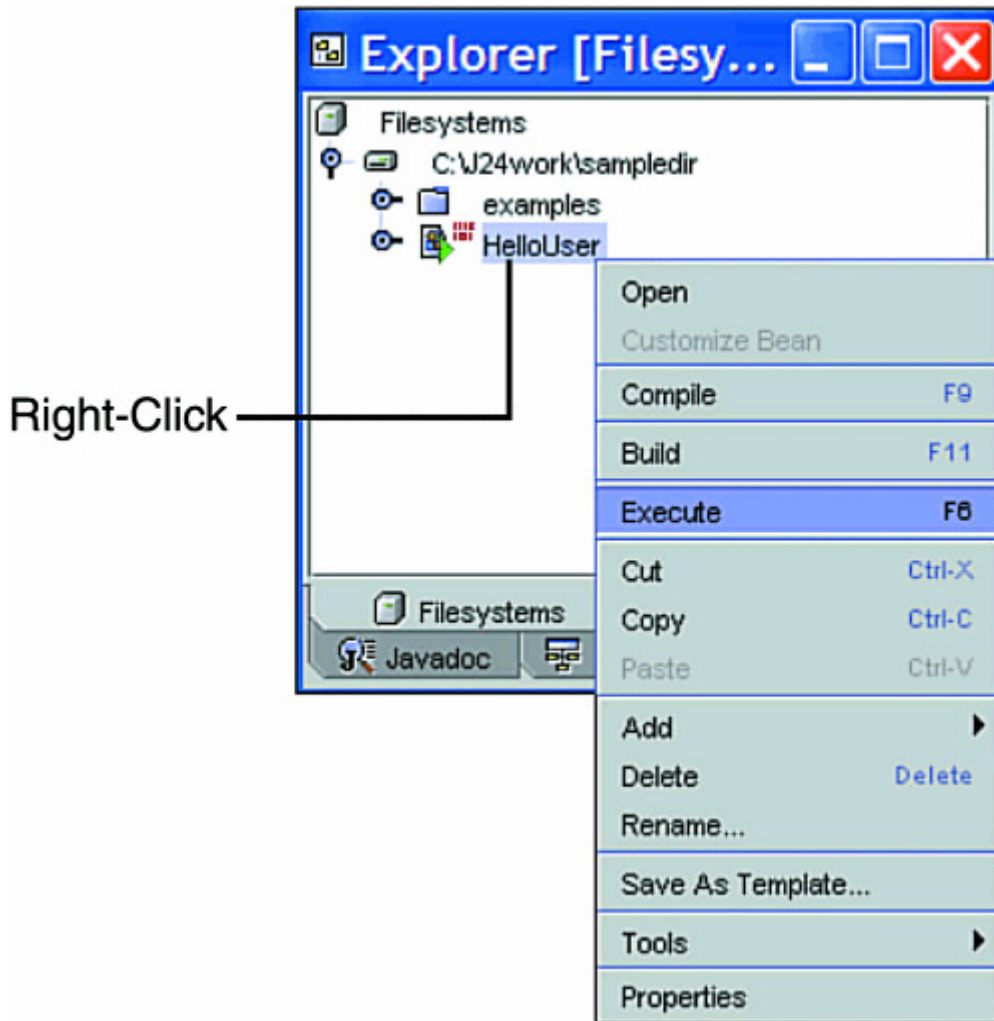 Explorer [Filesy...
Filesystems
C:\J24work\sampledir
examples
HelloUser
Right-Click
Open
Customize Bean
Compile F9
Build F11
Execute F6
Cut Ctrl-X
Copy Ctrl-C
Paste Ctrl-V
Add
Delete Delete
Rename...
Save As Template...
Tools
Properties
Filesystems
Javadoc